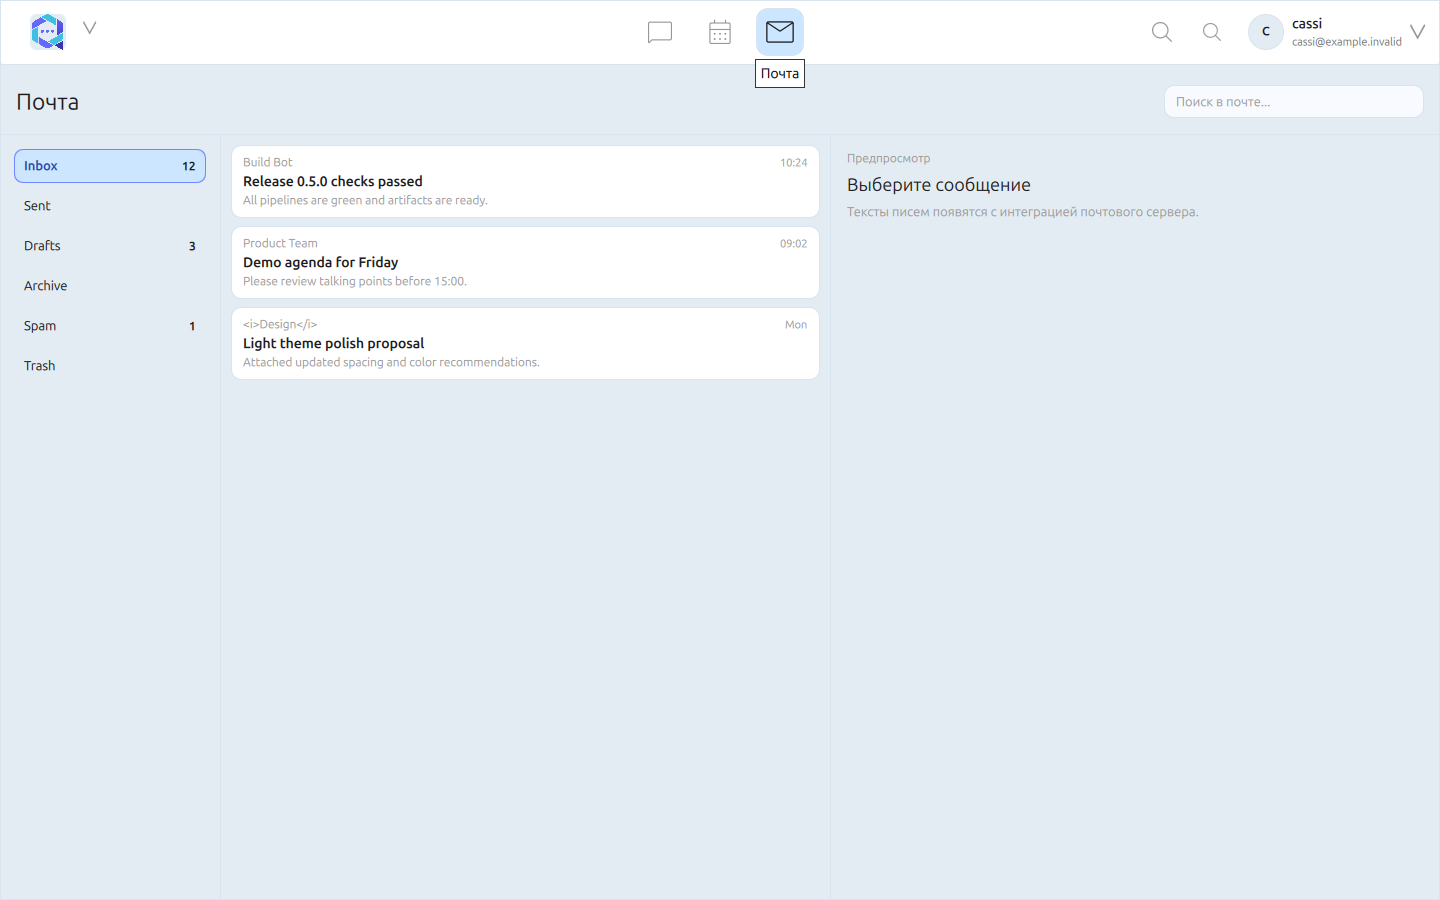 C
cassi
cassi@example.invalid
Почта
Почта
Поиск в почте...
Inbox 12
Sent
Drafts 3
Archive
Spam 1
Trash
Build Bot 10:24
Release 0.5.0 checks passed
All pipelines are green and artifacts are ready.
Product Team 09:02
Demo agenda for Friday
Please review talking points before 15:00.
<i>Design</i> Mon
Light theme polish proposal
Attached updated spacing and color recommendations.
Предпросмотр
Выберите сообщение
Тексты писем появятся с интеграцией почтового сервера.